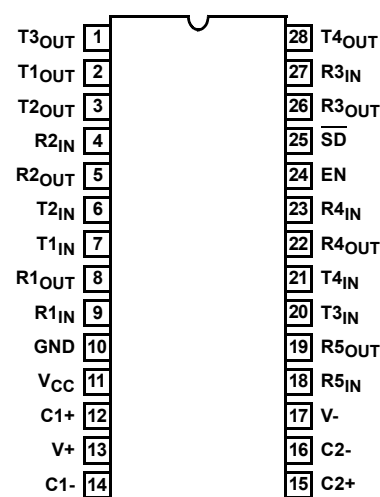 T3OUT 1 28 T4OUT
T1OUT 2 27 R3IN
T2OUT 3 26 R3OUT
R2IN 4 25 S̅D̅
R2OUT 5 24 EN
T2IN 6 23 R4IN
T1IN 7 22 R4OUT
R1OUT 8 21 T4IN
R1IN 9 20 T3IN
GND 10 19 R5OUT
VCC 11 18 R5IN
C1+ 12 17 V-
V+ 13 16 C2-
C1- 14 15 C2+